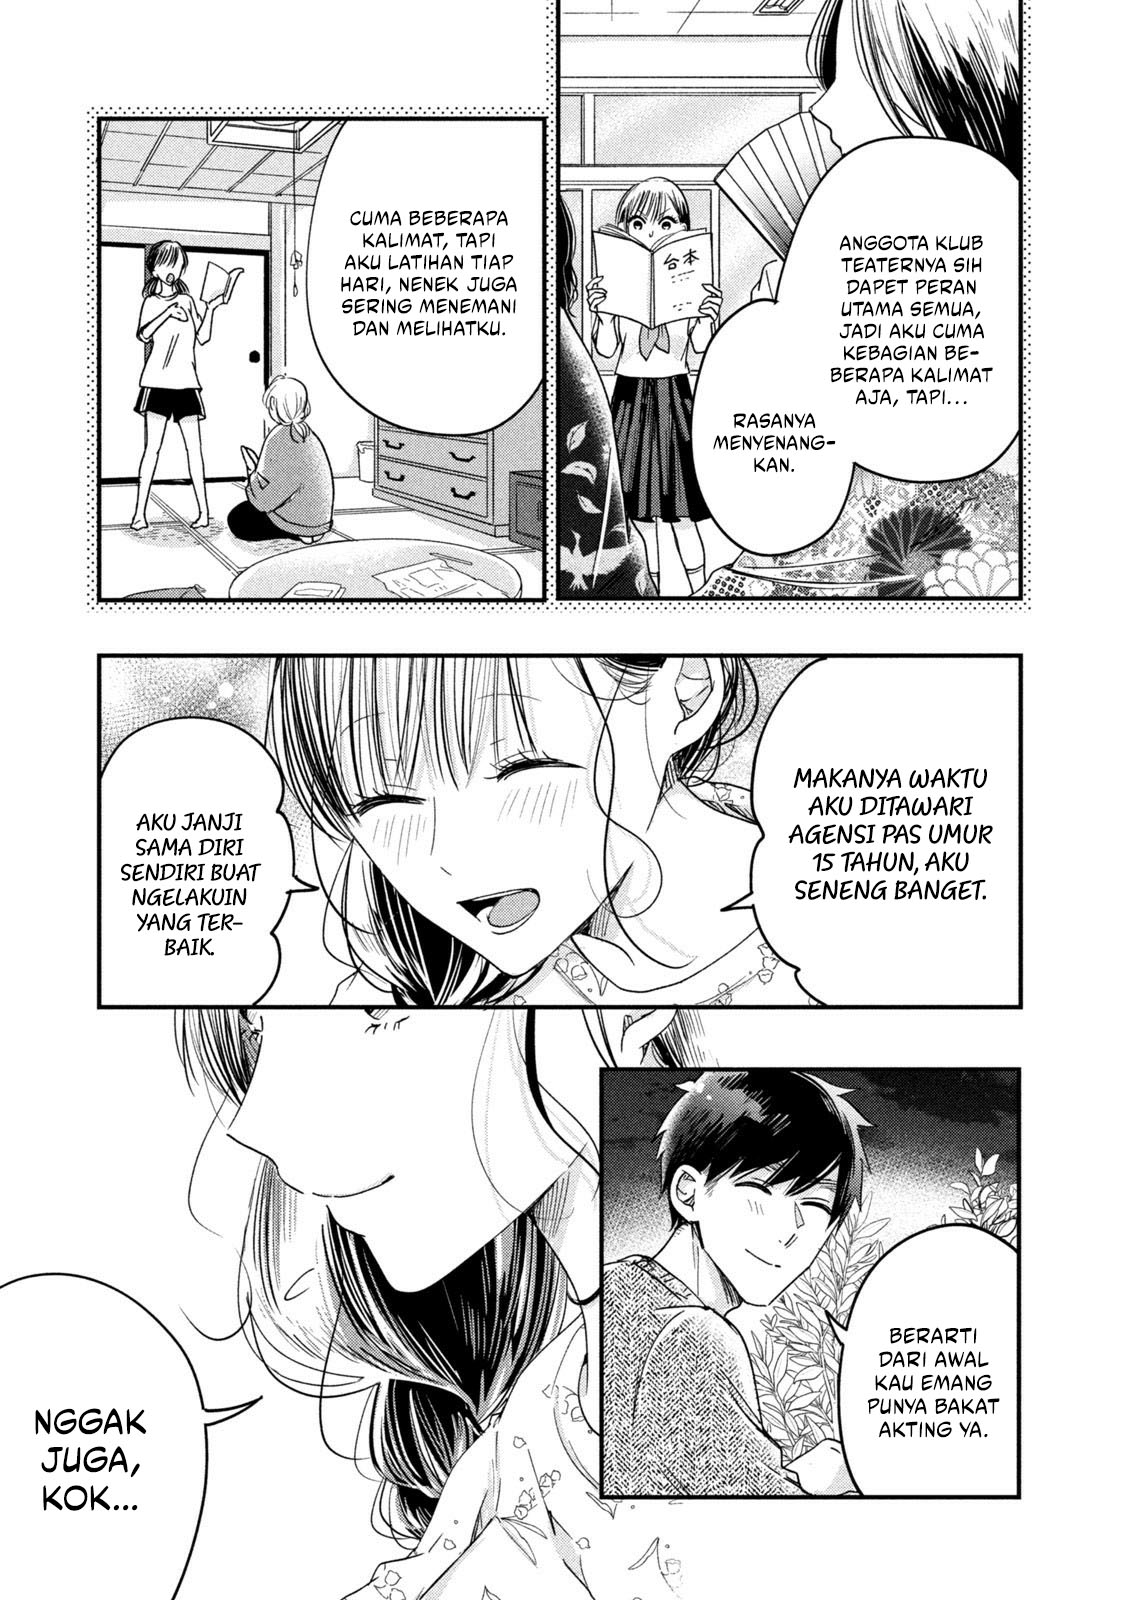 ANGGOTA KLUB
TEATERNYA SIH
DAPET PERAN
UTAMA SEMUA,
JADI AKU CUMA
KEBAGIAN BE-
BERAPA KALIMAT
AJA, TAPI...
RASANYA
MENYENANG-
KAN.
台本
CUMA BEBERAPA
KALIMAT, TAPI
AKU LATIHAN TIAP
HARI, NENEK JUGA
SERING MENEMANI
DAN MELIHATKU.
MAKANYA WAKTU
AKU DITAWARI
AGENSI PAS UMUR
15 TAHUN, AKU
SENENG BANGET.
AKU JANJI
SAMA DIRI
SENDIRI BUAT
NGELAKUIN
YANG TER-
BAIK.
BERARTI
DARI AWAL
KAU EMANG
PUNYA BAKAT
AKTING YA.
NGGAK
JUGA,
KOK...